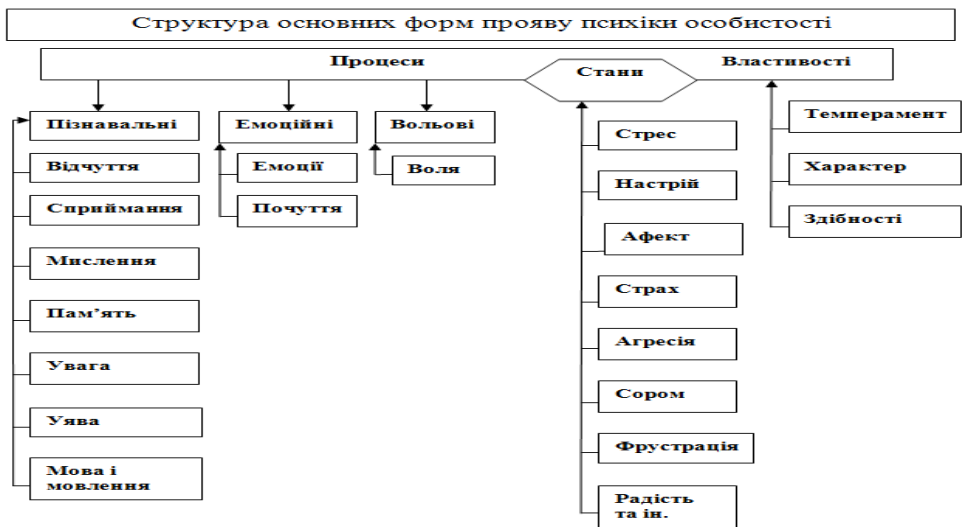 Структура основних форм прояву психіки особистості
Процеси
Стани
Властивості
Пізнавальні
Відчуття
Сприймання
Мислення
Пам’ять
Увага
Уява
Мова і
мовлення
Емоційні
Емоції
Почуття
Вольові
Воля
Стрес
Настрій
Афект
Страх
Агресія
Сором
Фрустрація
Радість
та ін.
Темперамент
Характер
Здібності